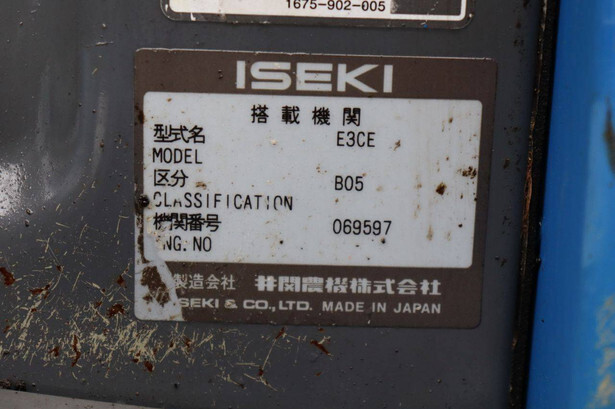 1675-902-005
ISEKI
搭載機関
型式名 E3CE
MODEL
区分 B05
CLASSIFICATION
機関番号 069597
ENG. NO
製造会社 井関農機株式会社
ISEKI & CO., LTD. MADE IN JAPAN